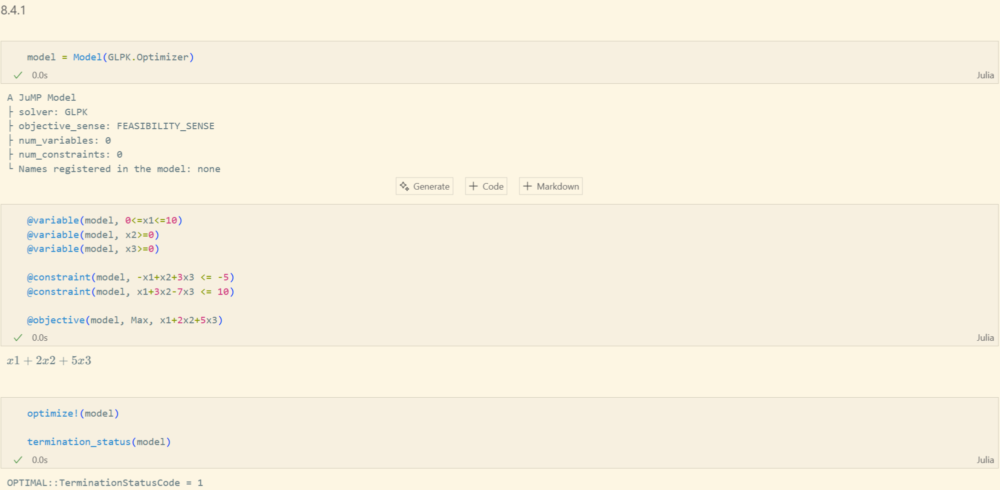 8.4.1
model = Model(GLPK.Optimizer)
0.0s
Julia
A JuMP Model
├ solver: GLPK
├ objective_sense: FEASIBILITY_SENSE
├ num_variables: 0
├ num_constraints: 0
└ Names registered in the model: none
Generate + Code + Markdown
@variable(model, 0<=x1<=10)
@variable(model, x2>=0)
@variable(model, x3>=0)
@constraint(model, -x1+x2+3x3 <= -5)
@constraint(model, x1+3x2-7x3 <= 10)
@objective(model, Max, x1+2x2+5x3)
0.0s
Julia
x1 + 2x2 + 5x3
optimize!(model)
termination_status(model)
0.0s
Julia
OPTIMAL::TerminationStatusCode = 1